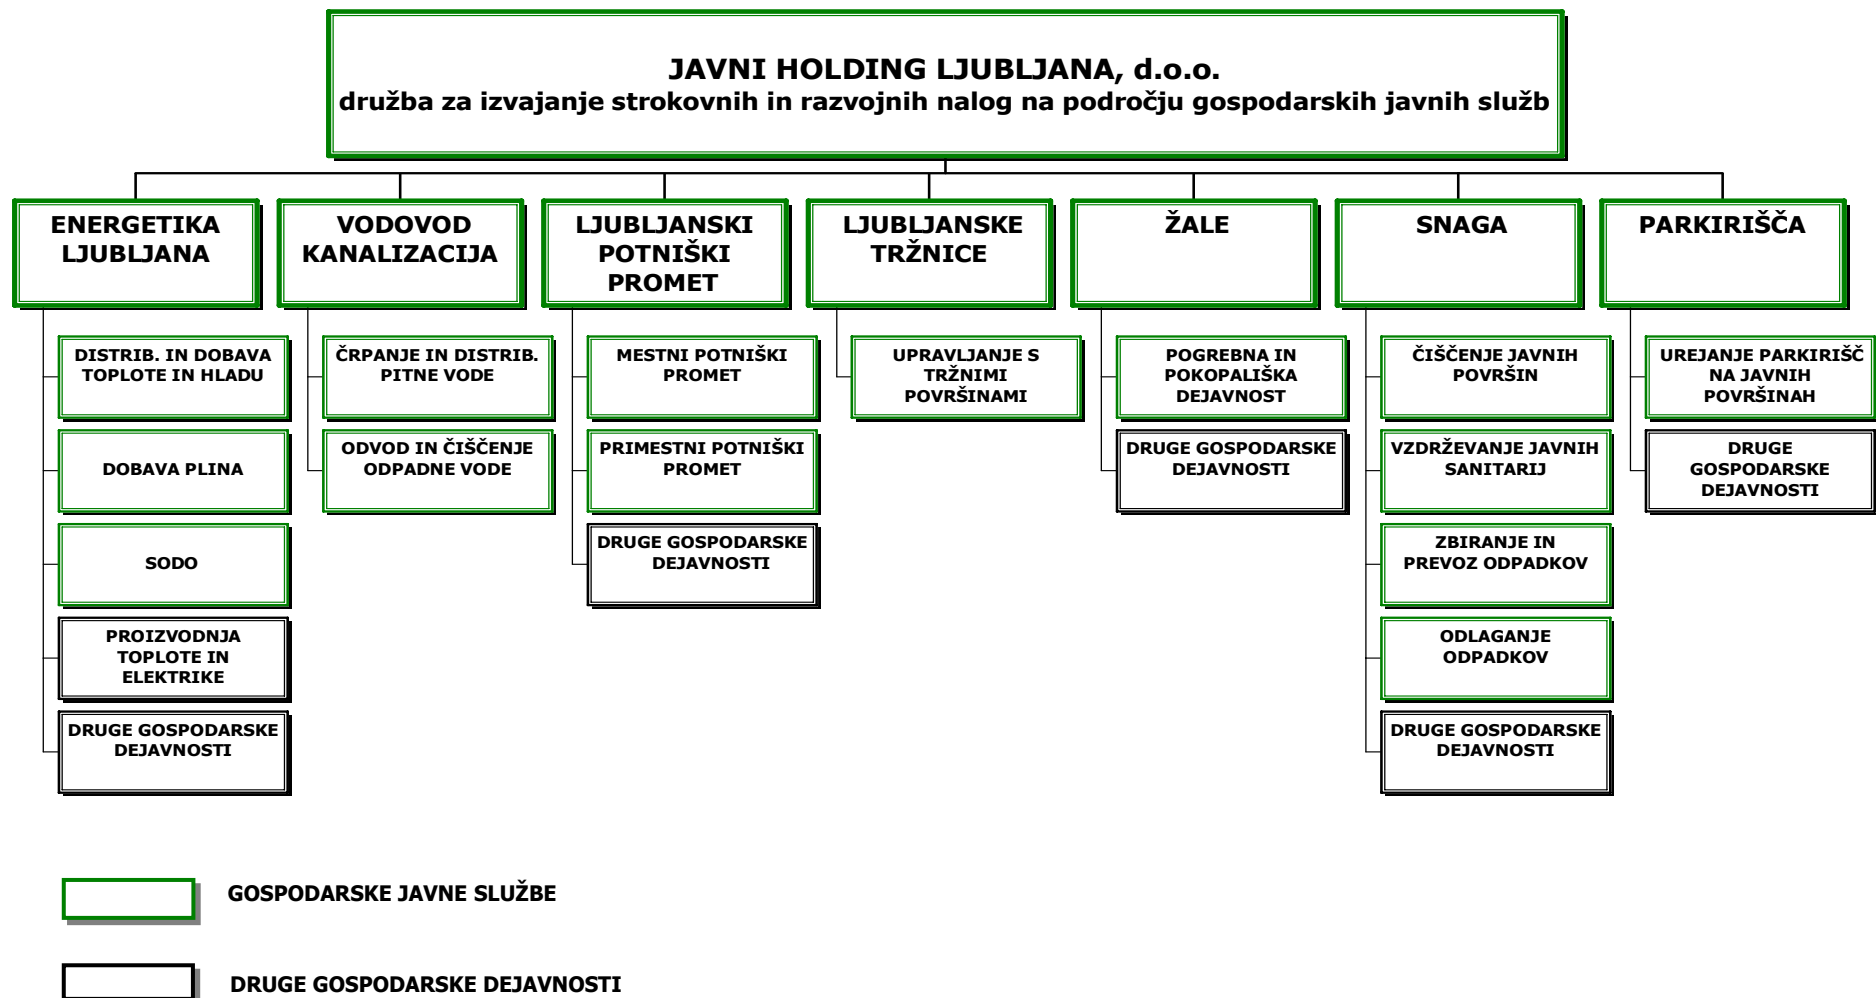 JAVNI HOLDING LJUBLJANA, d.o.o.
družba za izvajanje strokovnih in razvojnih nalog na področju gospodarskih javnih služb
ENERGETIKA
LJUBLJANA
DISTRIB. IN DOBAVA
TOPLOTE IN HLADU
DOBAVA PLINA
SODO
PROIZVODNJA
TOPLOTE IN
ELEKTRIKE
DRUGE GOSPODARSKE
DEJAVNOSTI
VODOVOD
KANALIZACIJA
ČRPANJE IN DISTRIB.
PITNE VODE
ODVOD IN ČIŠČENJE
ODPADNE VODE
LJUBLJANSKI
POTNIŠKI
PROMET
MESTNI POTNIŠKI
PROMET
PRIMESTNI POTNIŠKI
PROMET
DRUGE GOSPODARSKE
DEJAVNOSTI
LJUBLJANSKE
TRŽNICE
UPRAVLJANJE S
TRŽNIMI
POVRŠINAMI
ŽALE
POGREBNA IN
POKOPALIŠKA
DEJAVNOST
DRUGE GOSPODARSKE
DEJAVNOSTI
SNAGA
ČIŠČENJE JAVNIH
POVRŠIN
VZDRŽEVANJE JAVNIH
SANITARIJ
ZBIRANJE IN
PREVOZ ODPADKOV
ODLAGANJE
ODPADKOV
DRUGE GOSPODARSKE
DEJAVNOSTI
PARKIRIŠČA
UREJANJE PARKIRIŠČ
NA JAVNIH
POVRŠINAH
DRUGE
GOSPODARSKE
DEJAVNOSTI
GOSPODARSKE JAVNE SLUŽBE
DRUGE GOSPODARSKE DEJAVNOSTI